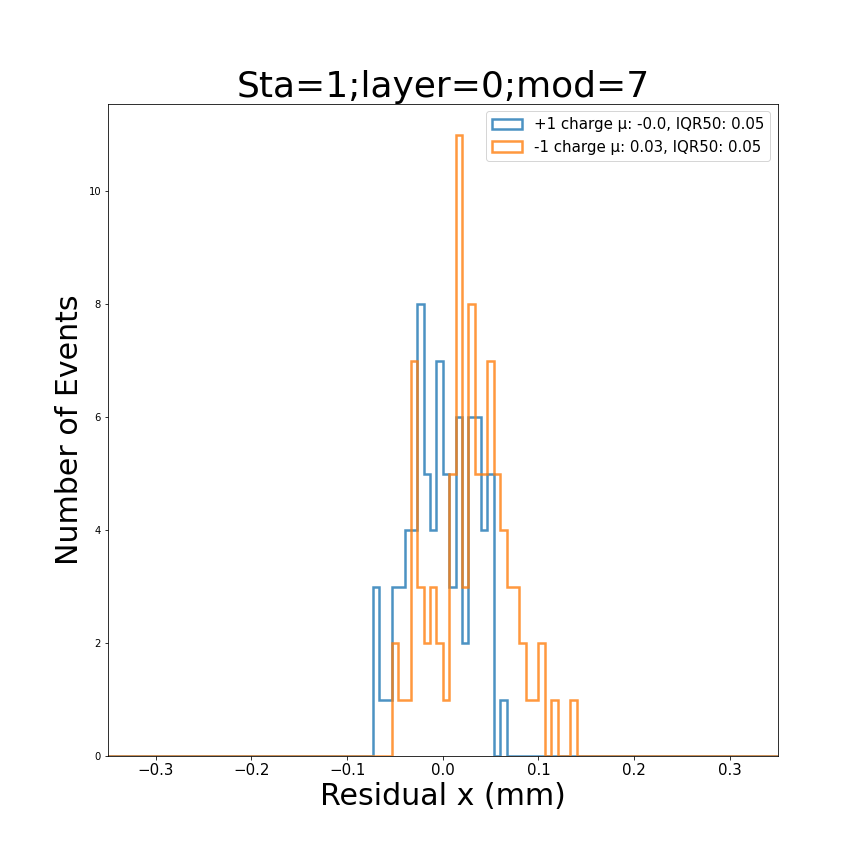 Sta=1;layer=0;mod=7
+1 charge μ: -0.0, IQR50: 0.05
-1 charge μ: 0.03, IQR50: 0.05
Number of Events
10
8
6
4
2
0
−0.3 −0.2 −0.1 0.0 0.1 0.2 0.3
Residual x (mm)